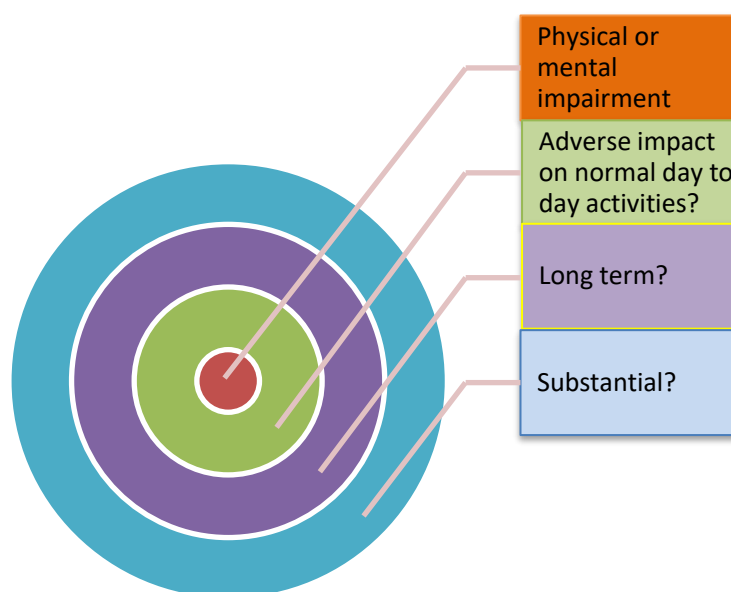 Physical or
mental
impairment
Adverse impact
on normal day to
day activities?
Long term?
Substantial?